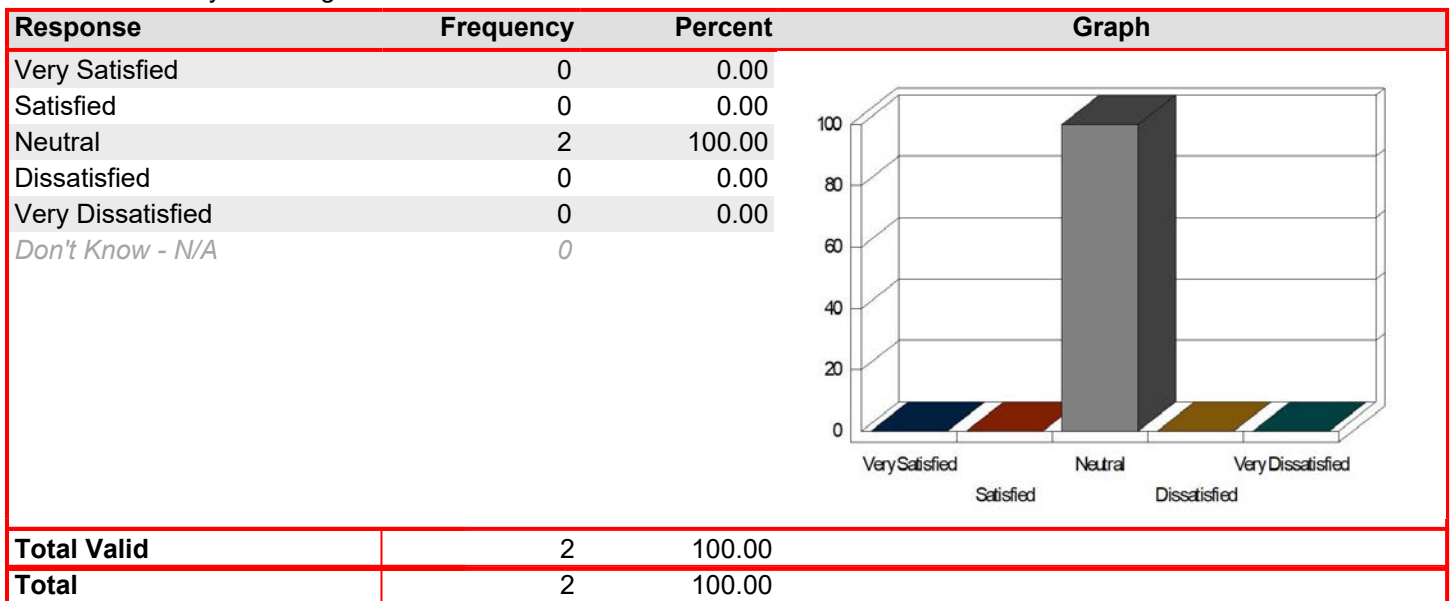 Response Frequency Percent Graph
Very Satisfied 0 0.00
Satisfied 0 0.00
Neutral 2 100.00
Dissatisfied 0 0.00
Very Dissatisfied 0 0.00
Don't Know - N/A 0
100
80
60
40
20
0
Very Satisfied Neutral Very Dissatisfied
Satisfied Dissatisfied
Total Valid 2 100.00
Total 2 100.00